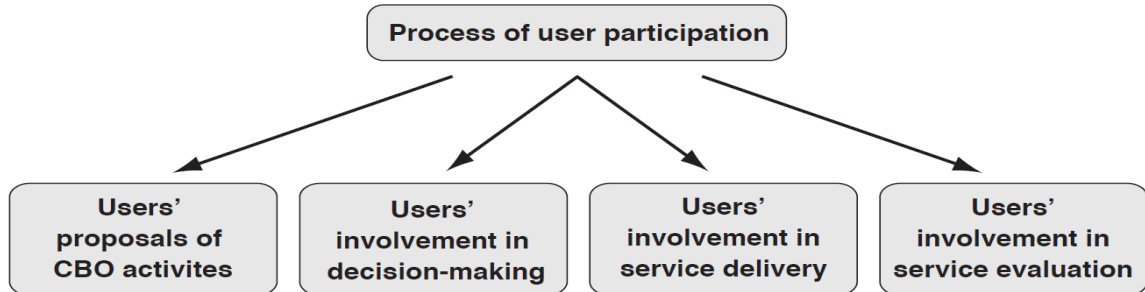 Process of user participation
Users'
proposals of
CBO activites
Users'
involvement in
decision-making
Users'
involvement in
service delivery
Users'
involvement in
service evaluation